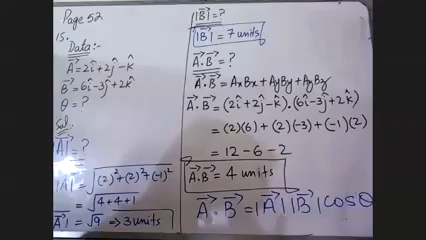 Page 52
15.
Data:-
A⃗ = 2î + 2ĵ - k̂
B⃗ = 6î - 3ĵ + 2k̂
θ = ?
Sol:
|A⃗| = ?
|A⃗| = √(2)² + (2)² + (-1)²
= √4 + 4 + 1
|A⃗| = √9 ⇒ 3 units
|B⃗| = ?
|B⃗| = 7 units
A⃗ . B⃗ = ?
A⃗ . B⃗ = AxBx + AyBy + AzBz
A⃗ . B⃗ = (2î + 2ĵ - k̂) . (6î - 3ĵ + 2k̂)
= (2)(6) + (2)(-3) + (-1)(2)
= 12 - 6 - 2
A⃗ . B⃗ = 4 units
A⃗ . B⃗ = |A⃗| |B⃗| cos θ